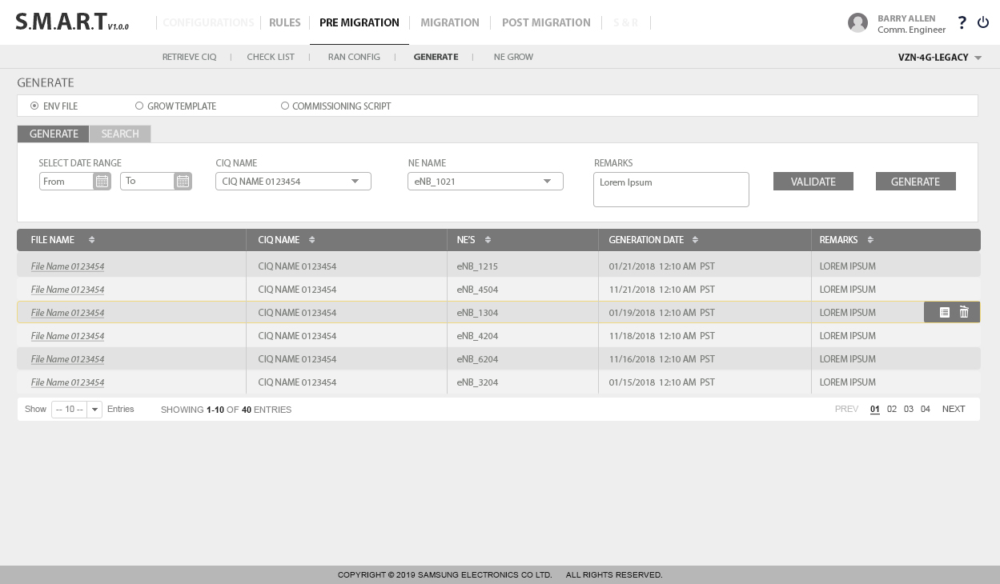 S.M.A.R.T V1.0.0
CONFIGURATIONS RULES PRE MIGRATION MIGRATION POST MIGRATION S & R
BARRY ALLEN
Comm. Engineer
?
RETRIEVE CIQ CHECK LIST RAN CONFIG GENERATE NE GROW
VZN-4G-LEGACY
GENERATE
ENV FILE GROW TEMPLATE COMMISSIONING SCRIPT
GENERATE SEARCH
SELECT DATE RANGE CIQ NAME NE NAME REMARKS
From To CIQ NAME 0123454 eNB_1021 Lorem Ipsum VALIDATE GENERATE
FILE NAME CIQ NAME NE'S GENERATION DATE REMARKS
File Name 0123454 CIQ NAME 0123454 eNB_1215 01/21/2018 12:10 AM PST LOREM IPSUM
File Name 0123454 CIQ NAME 0123454 eNB_4504 11/21/2018 12:10 AM PST LOREM IPSUM
File Name 0123454 CIQ NAME 0123454 eNB_1304 01/19/2018 12:10 AM PST LOREM IPSUM
File Name 0123454 CIQ NAME 0123454 eNB_4204 11/18/2018 12:10 AM PST LOREM IPSUM
File Name 0123454 CIQ NAME 0123454 eNB_6204 11/16/2018 12:10 AM PST LOREM IPSUM
File Name 0123454 CIQ NAME 0123454 eNB_3204 01/15/2018 12:10 AM PST LOREM IPSUM
Show -- 10 -- Entries SHOWING 1-10 OF 40 ENTRIES PREV 01 02 03 04 NEXT
COPYRIGHT © 2019 SAMSUNG ELECTRONICS CO LTD. ALL RIGHTS RESERVED.